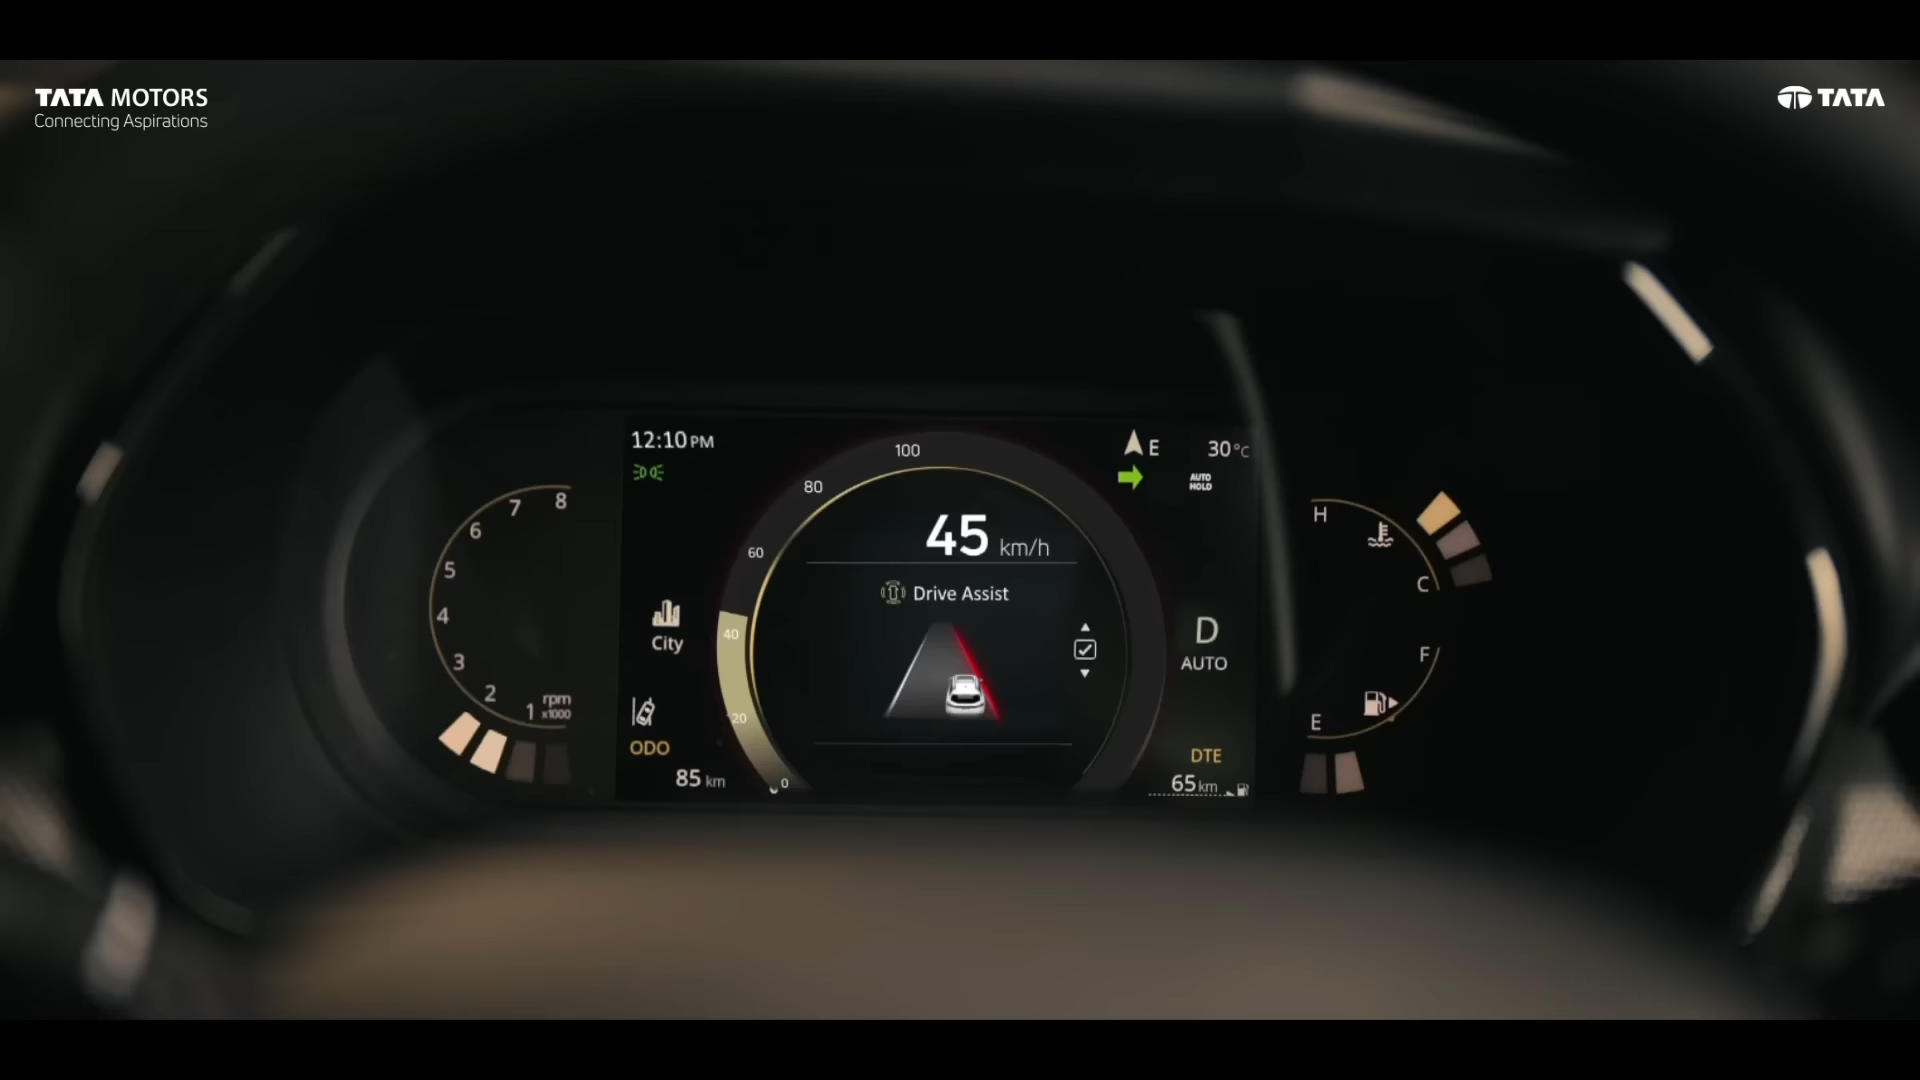 TATA MOTORS
Connecting Aspirations
TATA
12:10 PM
E
30°C
AUTO
HOLD
100
80
60
40
20
0
45 km/h
Drive Assist
City
ODO
85 km
D
AUTO
DTE
65 km
8
7
6
5
4
3
2
1
rpm
x1000
H
C
F
E